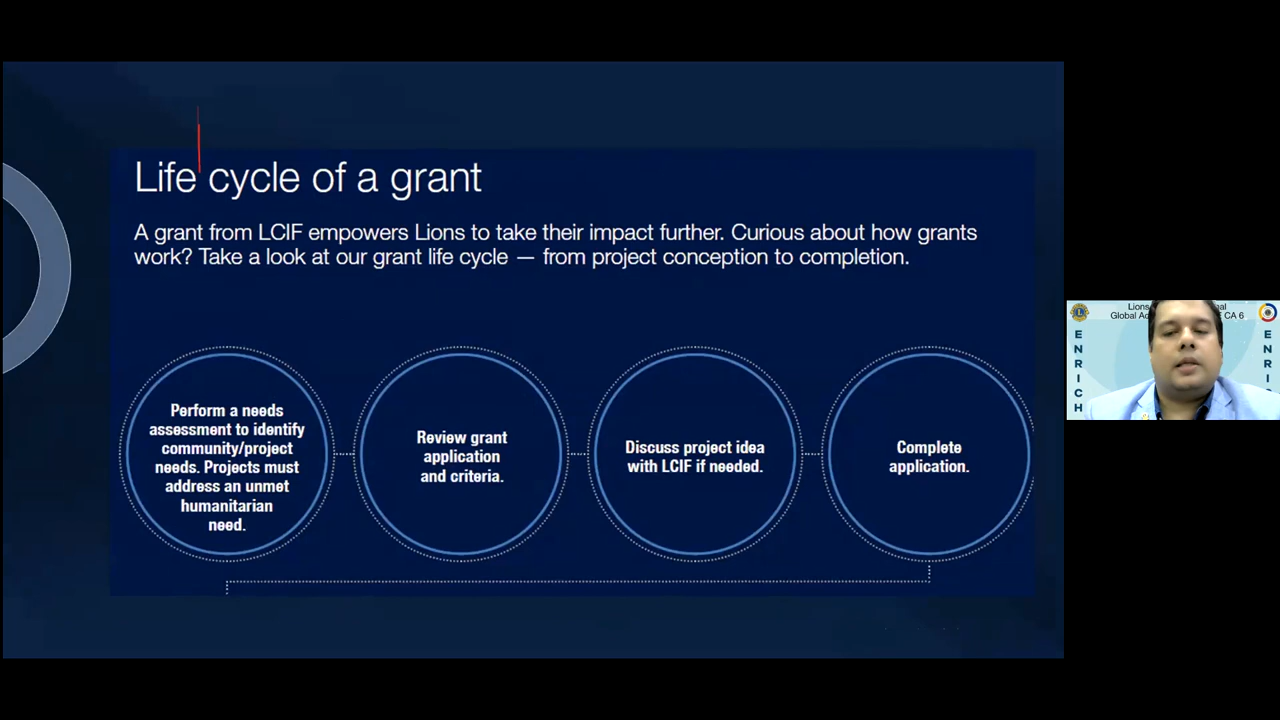 Life cycle of a grant
A grant from LCIF empowers Lions to take their impact further. Curious about how grants
work? Take a look at our grant life cycle — from project conception to completion.
Perform a needs
assessment to identify
community/project
needs. Projects must
address an unmet
humanitarian
need.
Review grant
application
and criteria.
Discuss project idea
with LCIF if needed.
Complete
application.
Lions
Global
CA 6
ENRICH
ENRI